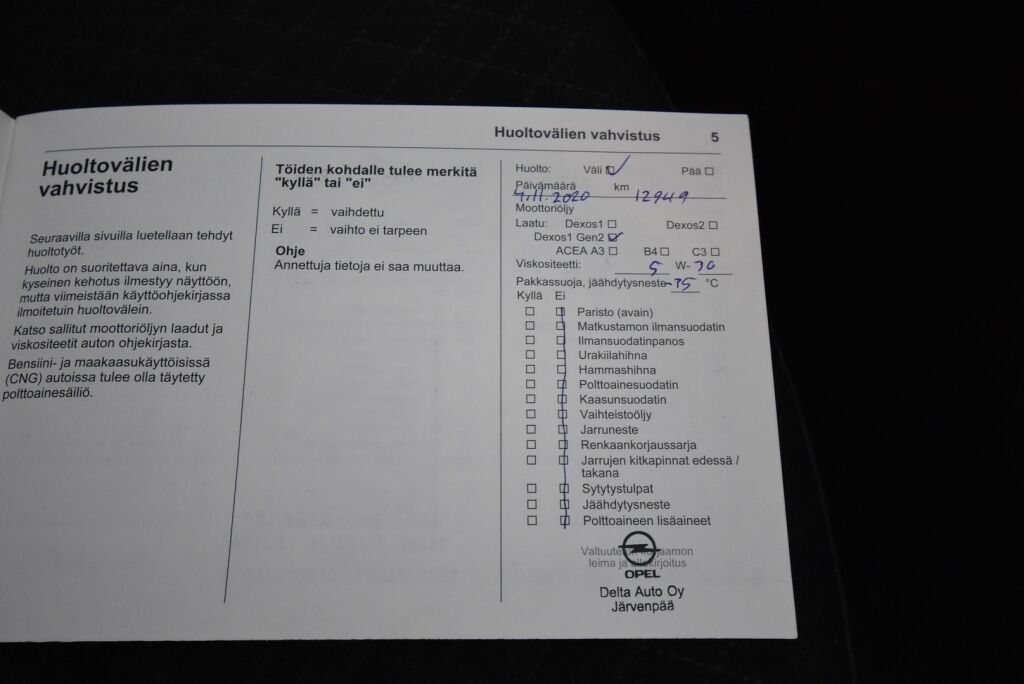 Huoltovälien vahvistus 5
Huoltovälien
vahvistus
Seuraavilla sivuilla luetellaan tehdyt
huoltotyöt.
Huolto on suoritettava aina, kun
kyseinen kehotus ilmestyy näyttöön,
mutta viimeistään käyttöohjekirjassa
ilmoitetuin huoltovälein.
Katso sallitut moottoriöljyn laadut ja
viskositeetit auton ohjekirjasta.
Bensiini- ja maakaasukäyttöisissä
(CNG) autoissa tulee olla täytetty
polttoainesäiliö.
Töiden kohdalle tulee merkitä
"kyllä" tai "ei"
Kyllä = vaihdettu
Ei = vaihto ei tarpeen
Ohje
Annettuja tietoja ei saa muuttaa.
Huolto: Väli Pää
Päivämäärä km
4.11.2020 12949
Moottoriöljy
Laatu: Dexos1 Dexos2
Dexos1 Gen2
ACEA A3 B4 C3
Viskositeetti: 5 W-30
Pakkassuoja, jäähdytysneste -35 °C
Kyllä Ei
Paristo (avain)
Matkustamon ilmansuodatin
Ilmansuodatinpanos
Urakiilahihna
Hammashihna
Polttoainesuodatin
Kaasunsuodatin
Vaihteistoöljy
Jarruneste
Renkaankorjaussarja
Jarrujen kitkapinnat edessä /
takana
Sytytystulpat
Jäähdytysneste
Polttoaineen lisäaineet
Valtuutetun korjaamon
leima ja allekirjoitus
OPEL
Delta Auto Oy
Järvenpää